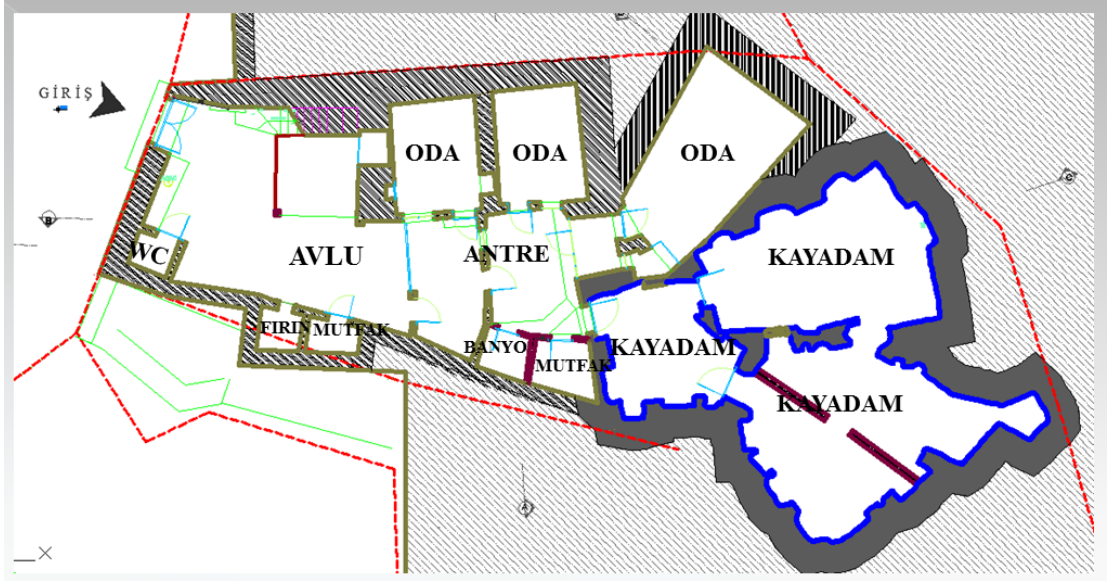 GİRİŞ
ODA
ODA
ODA
C
B
WC
AVLU
ANTRE
KAYADAM
FIRIN
MUTFAK
BANYO
MUTFAK
KAYADAM
KAYADAM
A
X